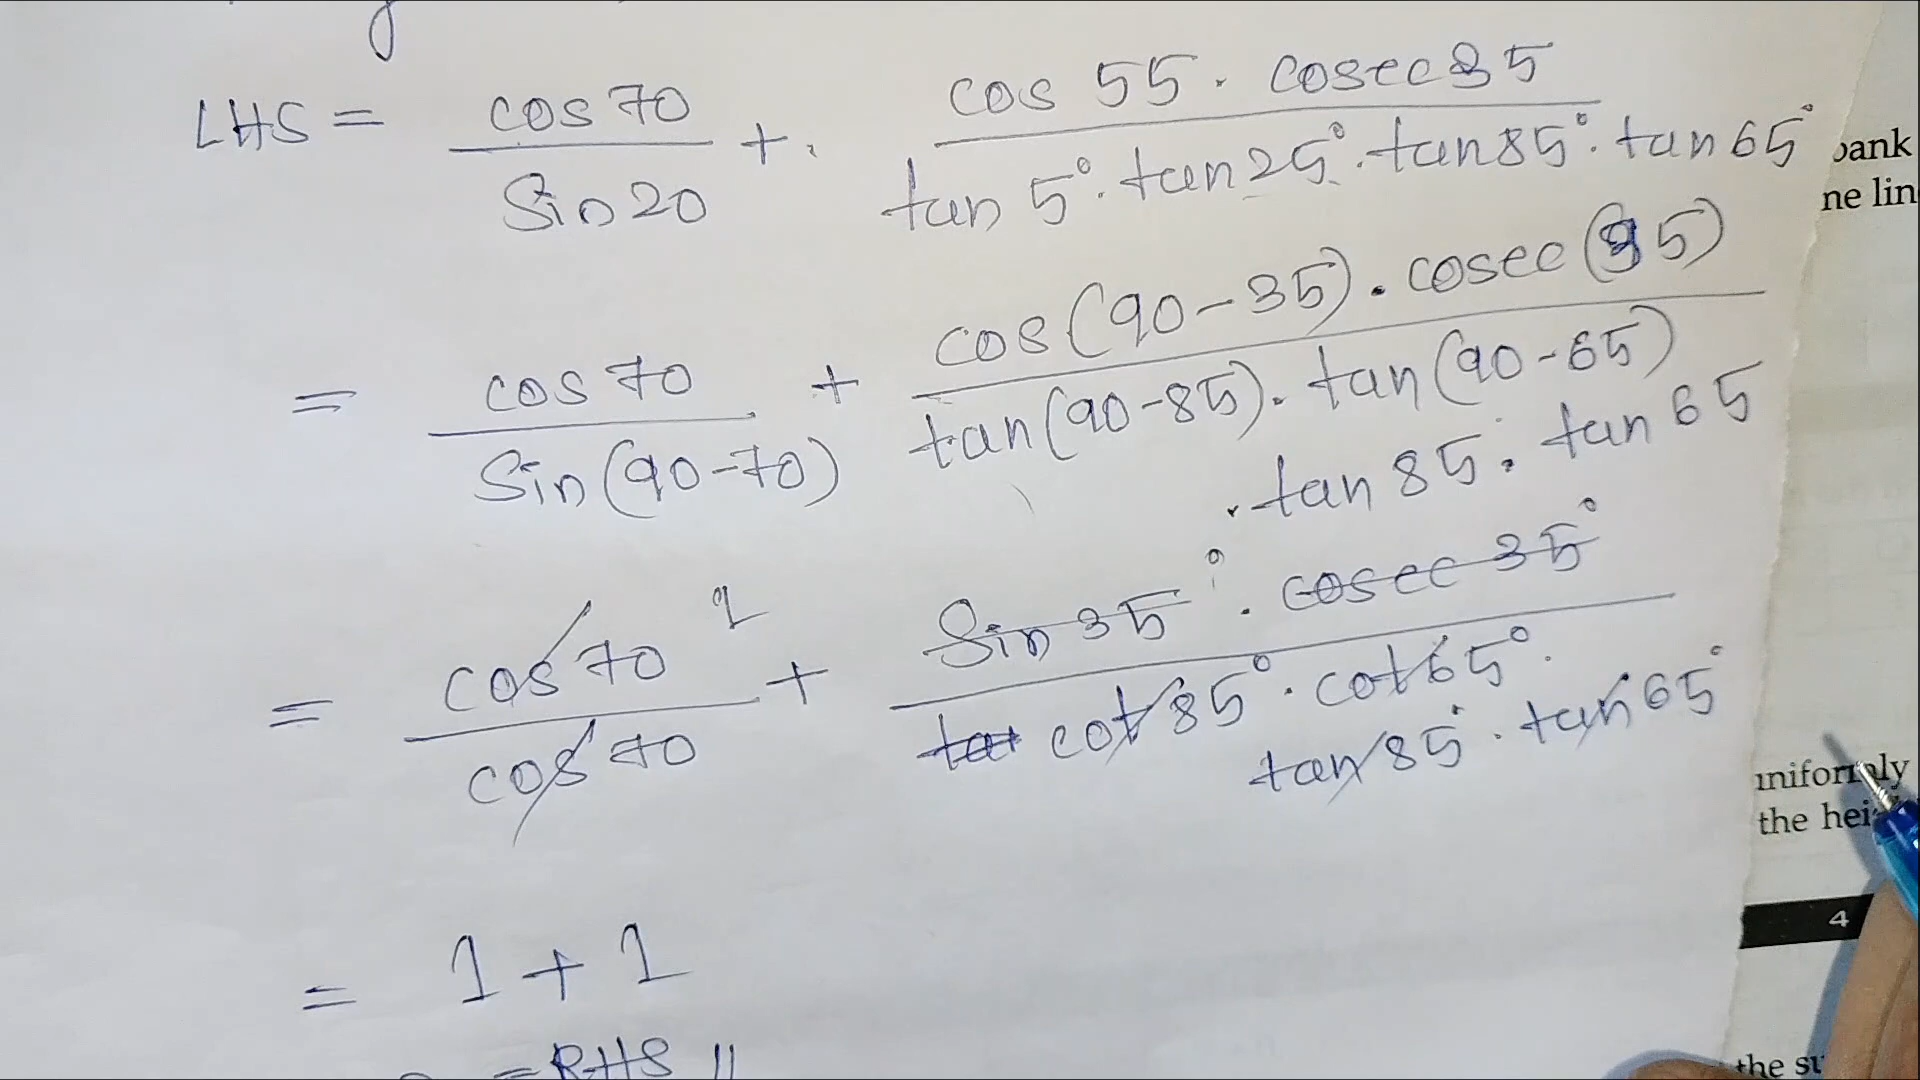 LHS = cos 70 / Sin 20 + . cos 55 . cosec 35 / tan 5° . tan 25° . tan 85° . tan 65°
= cos 70 / Sin (90-70) + cos (90-35) . cosec (35) / tan (90-85) . tan (90-65)
. tan 85 . tan 65
= cos 70 / cos 70 1 + Sin 35° . cosec 35° / cot 85° . cot 65° .
tan 85° . tan 65°
= 1 + 1
= RHS //
bank
ne lin
uniformly
the hei
4
the su